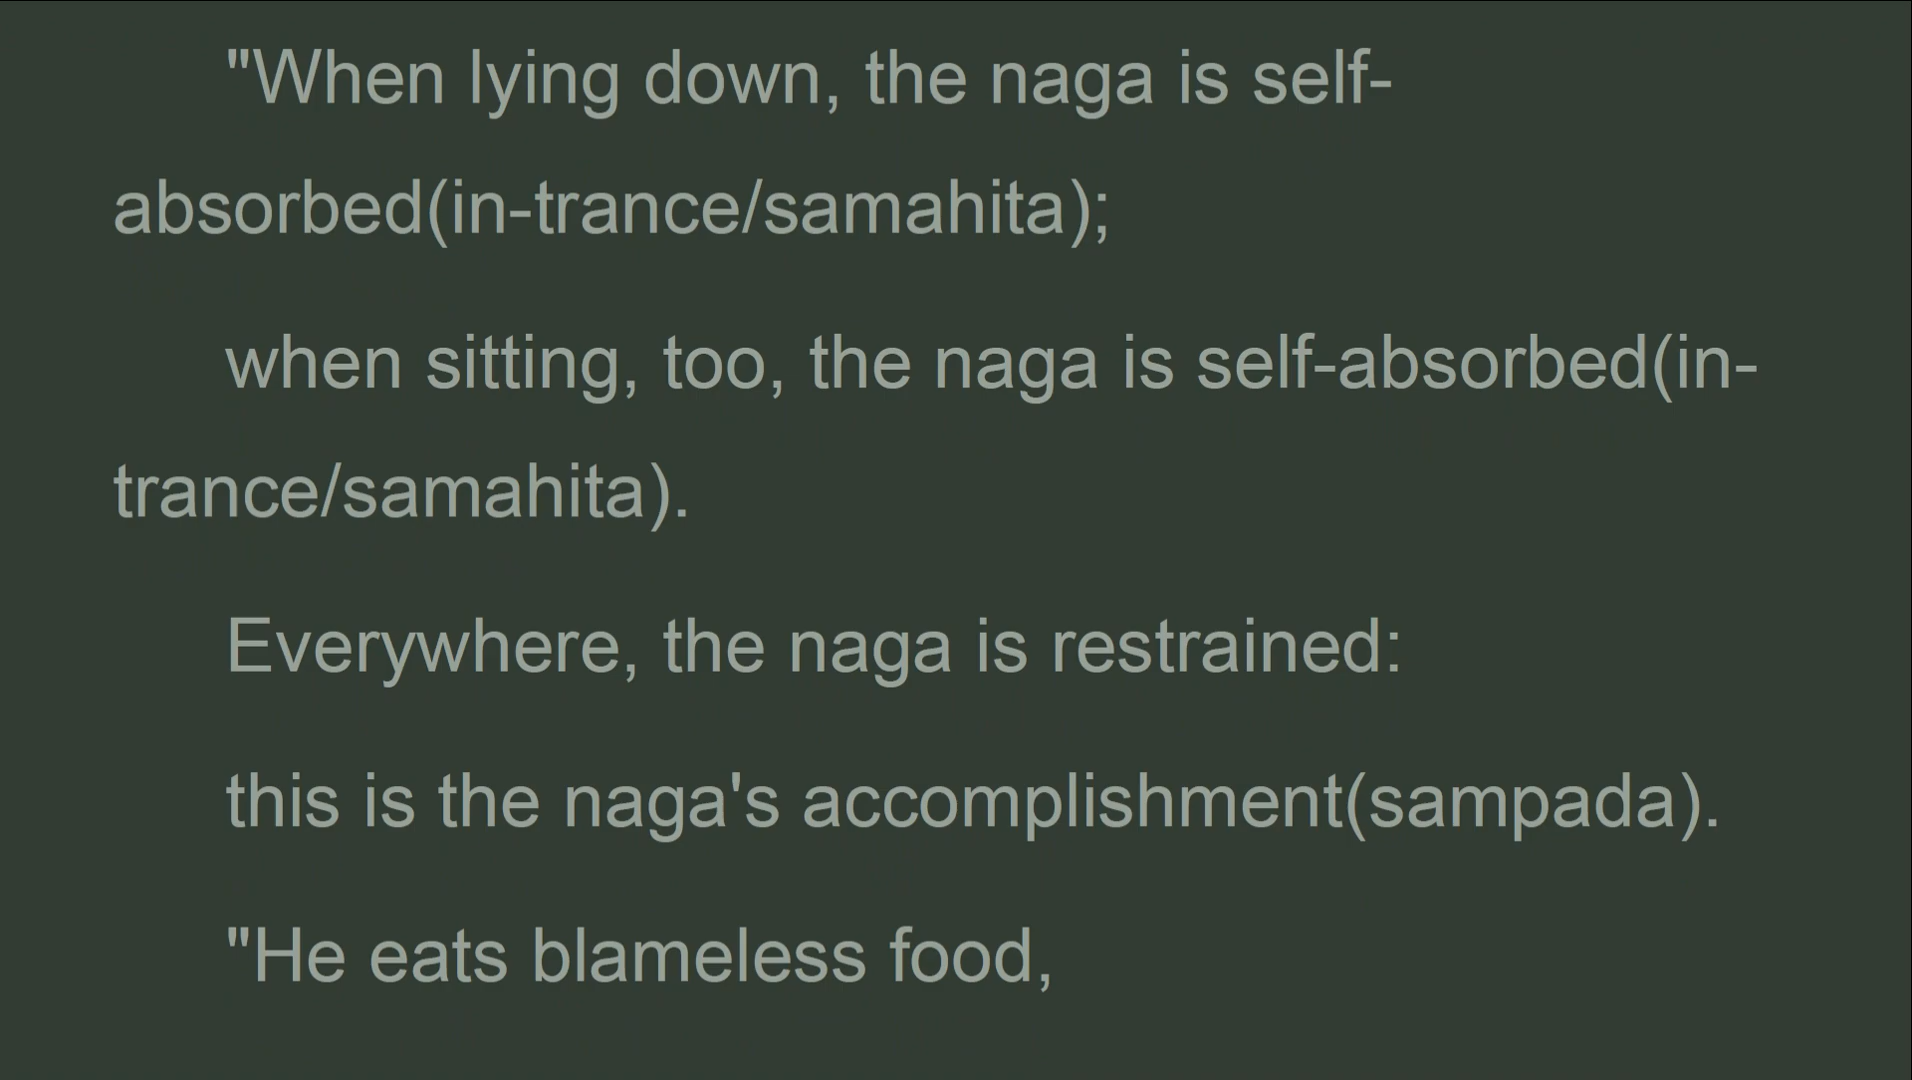 "When lying down, the naga is self-
absorbed(in-trance/samahita);
when sitting, too, the naga is self-absorbed(in-
trance/samahita).
Everywhere, the naga is restrained:
this is the naga's accomplishment(sampada).
"He eats blameless food,